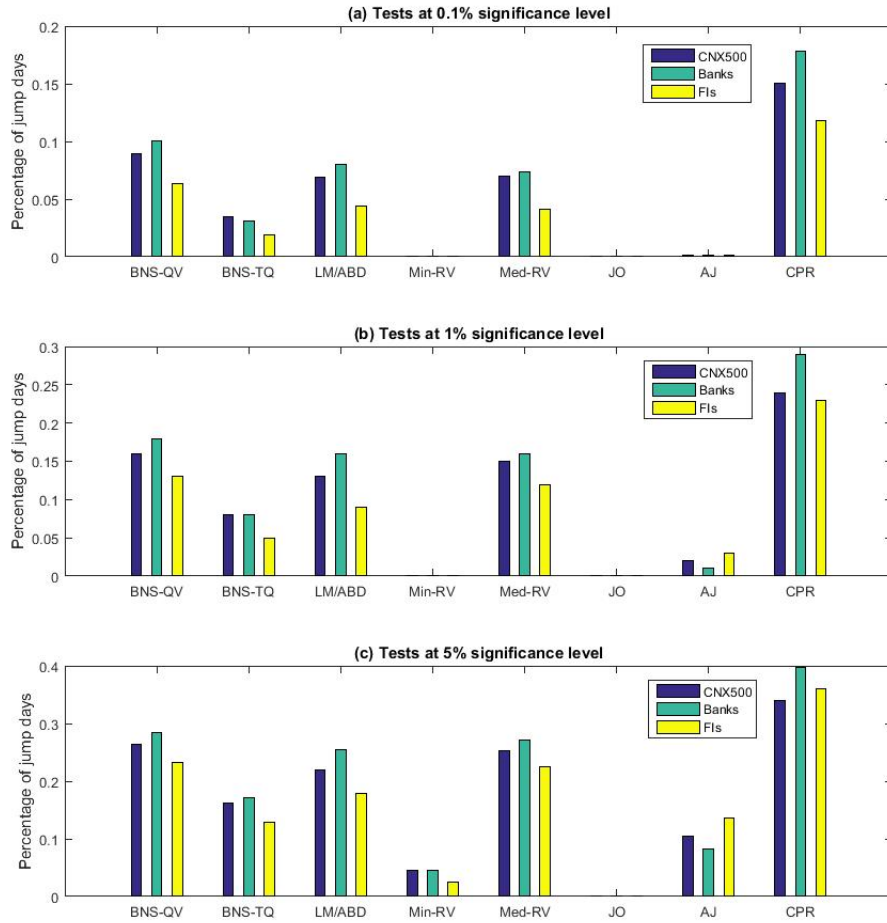 (a) Tests at 0.1% significance level
Percentage of jump days
0.2
0.15
0.1
0.05
0
CNX500
Banks
FIs
BNS-QV BNS-TQ LM/ABD Min-RV Med-RV JO AJ CPR
(b) Tests at 1% significance level
Percentage of jump days
0.3
0.25
0.2
0.15
0.1
0.05
0
CNX500
Banks
FIs
BNS-QV BNS-TQ LM/ABD Min-RV Med-RV JO AJ CPR
(c) Tests at 5% significance level
Percentage of jump days
0.4
0.3
0.2
0.1
0
CNX500
Banks
FIs
BNS-QV BNS-TQ LM/ABD Min-RV Med-RV JO AJ CPR